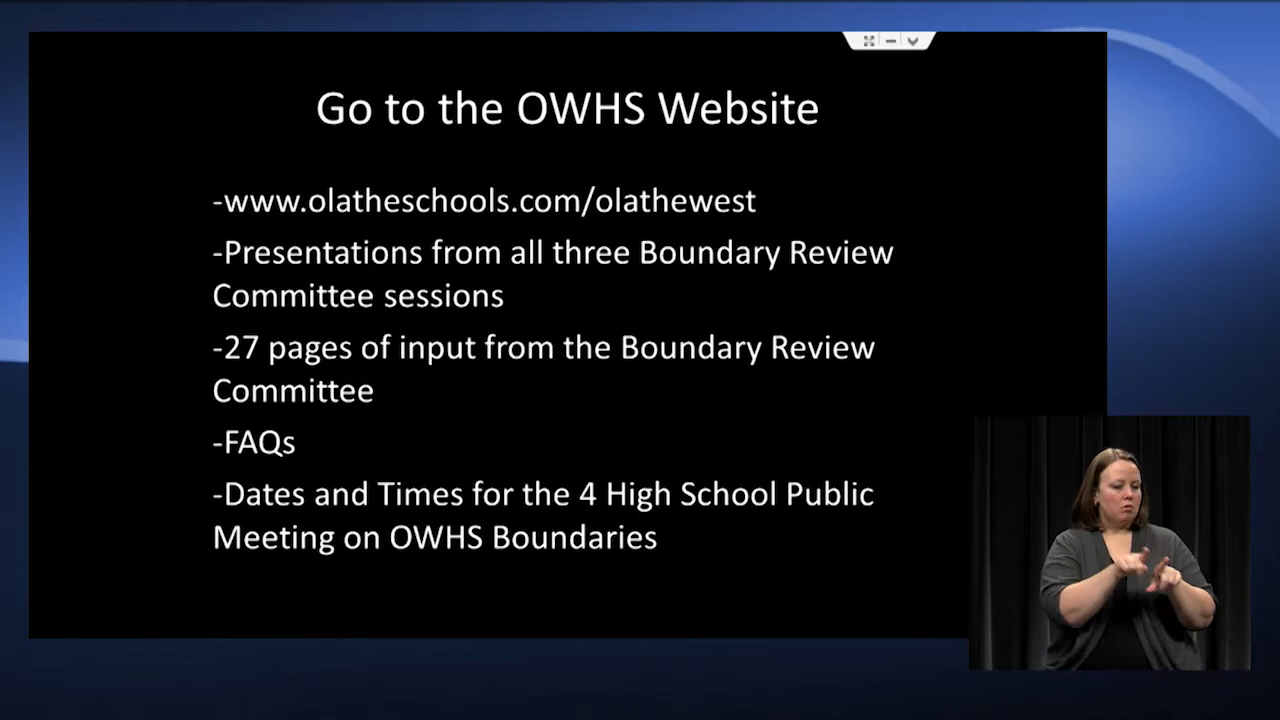 Go to the OWHS Website
-www.olatheschools.com/olathewest
-Presentations from all three Boundary Review
Committee sessions
-27 pages of input from the Boundary Review
Committee
-FAQs
-Dates and Times for the 4 High School Public
Meeting on OWHS Boundaries